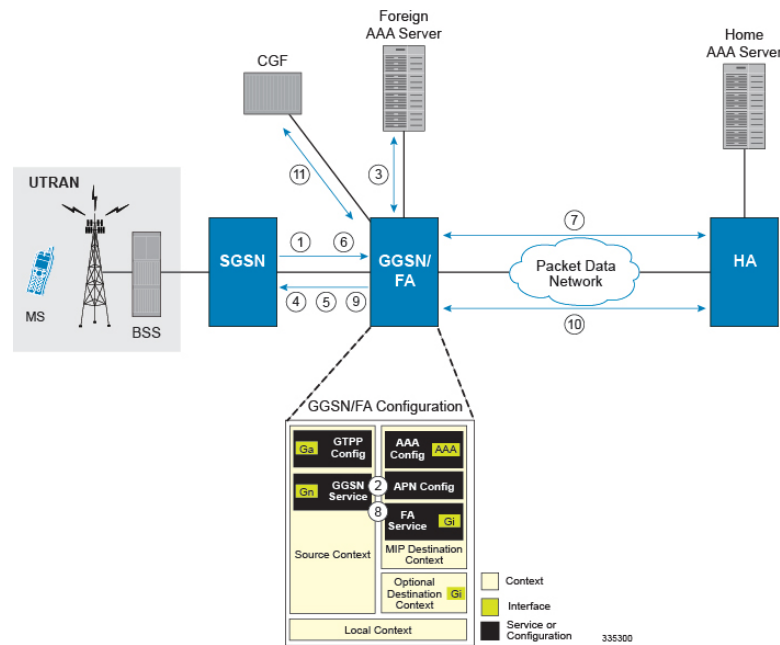 Foreign
AAA Server
Home
AAA Server
CGF
UTRAN
MS
BSS
SGSN
GGSN/
FA
Packet Data
Network
HA
11
3
1 6
4 5 9
7
10
GGSN/FA Configuration
Ga
GTPP
Config
AAA
Config
AAA
Gn
GGSN
Service
2
APN Config
8
FA
Service
Gi
Source Context
MIP Destination
Context
Optional
Destination
Context
Gi
Local Context
Context
Interface
Service or
Configuration
335300